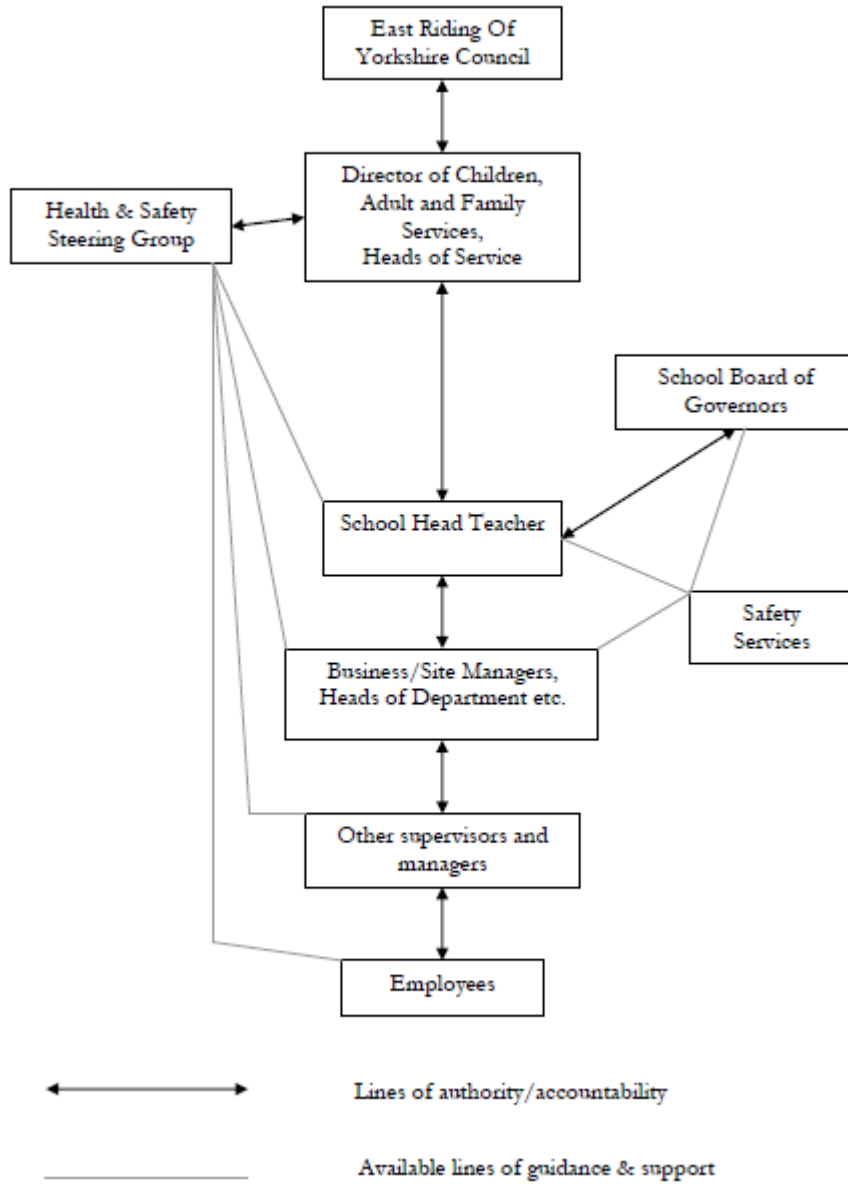 East Riding Of
Yorkshire Council
Director of Children,
Adult and Family
Services,
Heads of Service
Health & Safety
Steering Group
School Board of
Governors
School Head Teacher
Safety
Services
Business/Site Managers,
Heads of Department etc.
Other supervisors and
managers
Employees
Lines of authority/accountability
Available lines of guidance & support